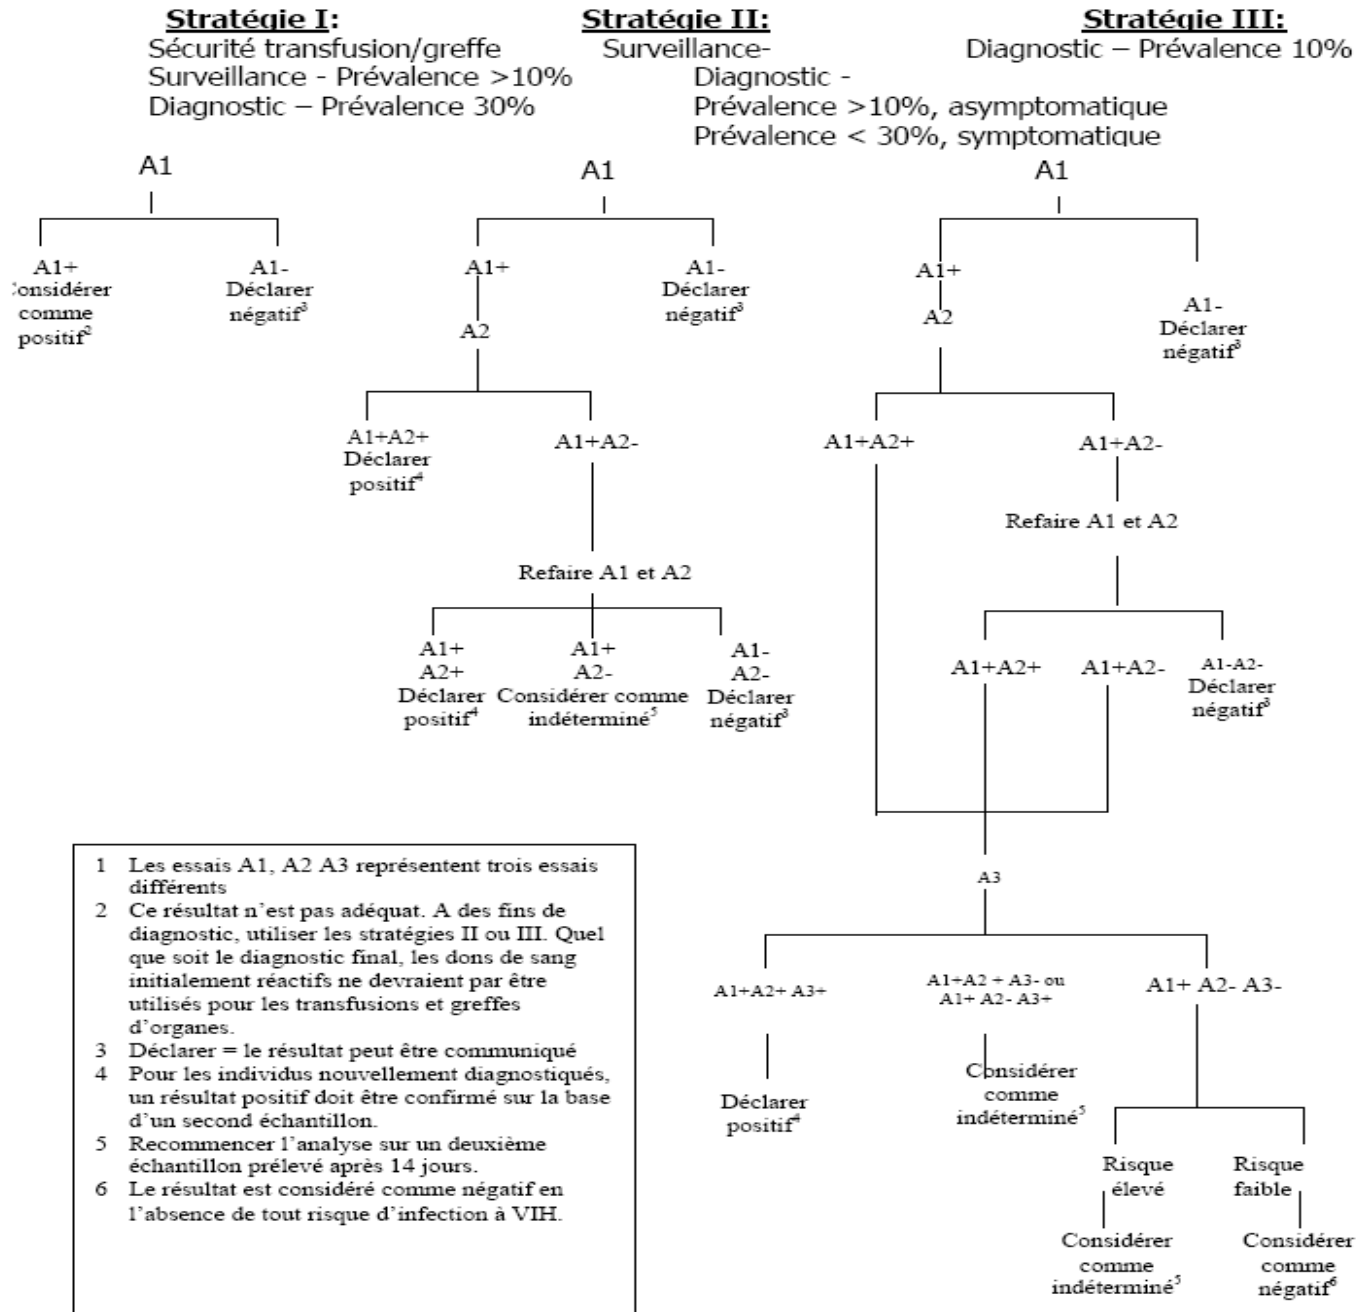 Stratégie I:
Sécurité transfusion/greffe
Surveillance - Prévalence >10%
Diagnostic – Prévalence 30%
Stratégie II:
Surveillance-
Diagnostic -
Prévalence >10%, asymptomatique
Prévalence < 30%, symptomatique
Stratégie III:
Diagnostic – Prévalence 10%
A1
A1+
onsidérer
comme
positif²
A1-
Déclarer
négatif³
A1
A1+
A2
A1-
Déclarer
négatif³
A1+A2+
Déclarer
positif⁴
A1+A2-
Refaire A1 et A2
A1+
A2+
Déclarer
positif⁴
A1+
A2-
Considérer comme
indéterminé⁵
A1-
A2-
Déclarer
négatif³
A1
A1+
A2
A1-
Déclarer
négatif³
A1+A2+
A1+A2-
Refaire A1 et A2
A1+A2+
A1+A2-
A1-A2-
Déclarer
négatif³
A3
A1+A2+ A3+
Déclarer
positif⁴
A1+A2 + A3- ou
A1+ A2- A3+
Considérer
comme
indéterminé⁵
A1+ A2- A3-
Risque
élevé
Considérer
comme
indéterminé⁵
Risque
faible
Considérer
comme
négatif⁶
1 Les essais A1, A2 A3 représentent trois essais
différents
2 Ce résultat n’est pas adéquat. A des fins de
diagnostic, utiliser les stratégies II ou III. Quel
que soit le diagnostic final, les dons de sang
initialement réactifs ne devraient par être
utilisés pour les transfusions et greffes
d’organes.
3 Déclarer = le résultat peut être communiqué
4 Pour les individus nouvellement diagnostiqués,
un résultat positif doit être confirmé sur la base
d’un second échantillon.
5 Recommencer l’analyse sur un deuxième
échantillon prélevé après 14 jours.
6 Le résultat est considéré comme négatif en
l’absence de tout risque d’infection à VIH.